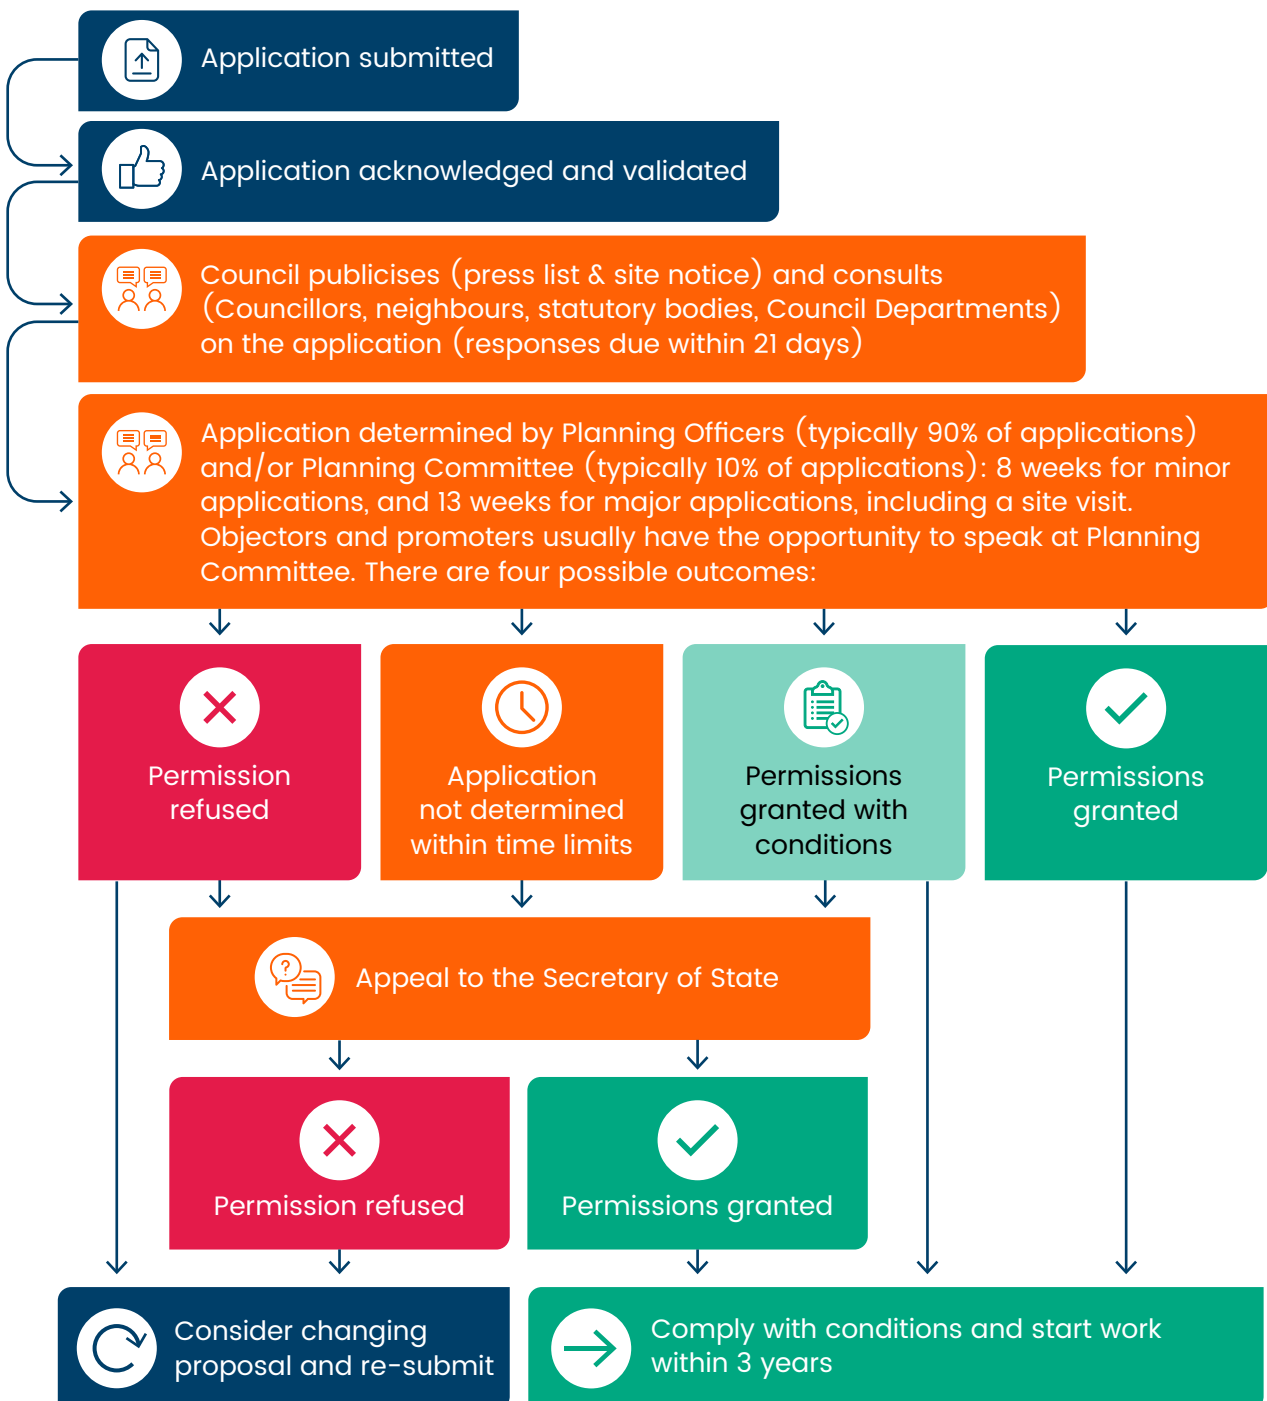 Application submitted
Application acknowledged and validated
Council publicises (press list & site notice) and consults
(Councillors, neighbours, statutory bodies, Council Departments)
on the application (responses due within 21 days)
Application determined by Planning Officers (typically 90% of applications)
and/or Planning Committee (typically 10% of applications): 8 weeks for minor
applications, and 13 weeks for major applications, including a site visit.
Objectors and promoters usually have the opportunity to speak at Planning
Committee. There are four possible outcomes:
Permission
refused
Application
not determined
within time limits
Permissions
granted with
conditions
Permissions
granted
?
Appeal to the Secretary of State
Permission refused
Permissions granted
Consider changing
proposal and re-submit
Comply with conditions and start work
within 3 years